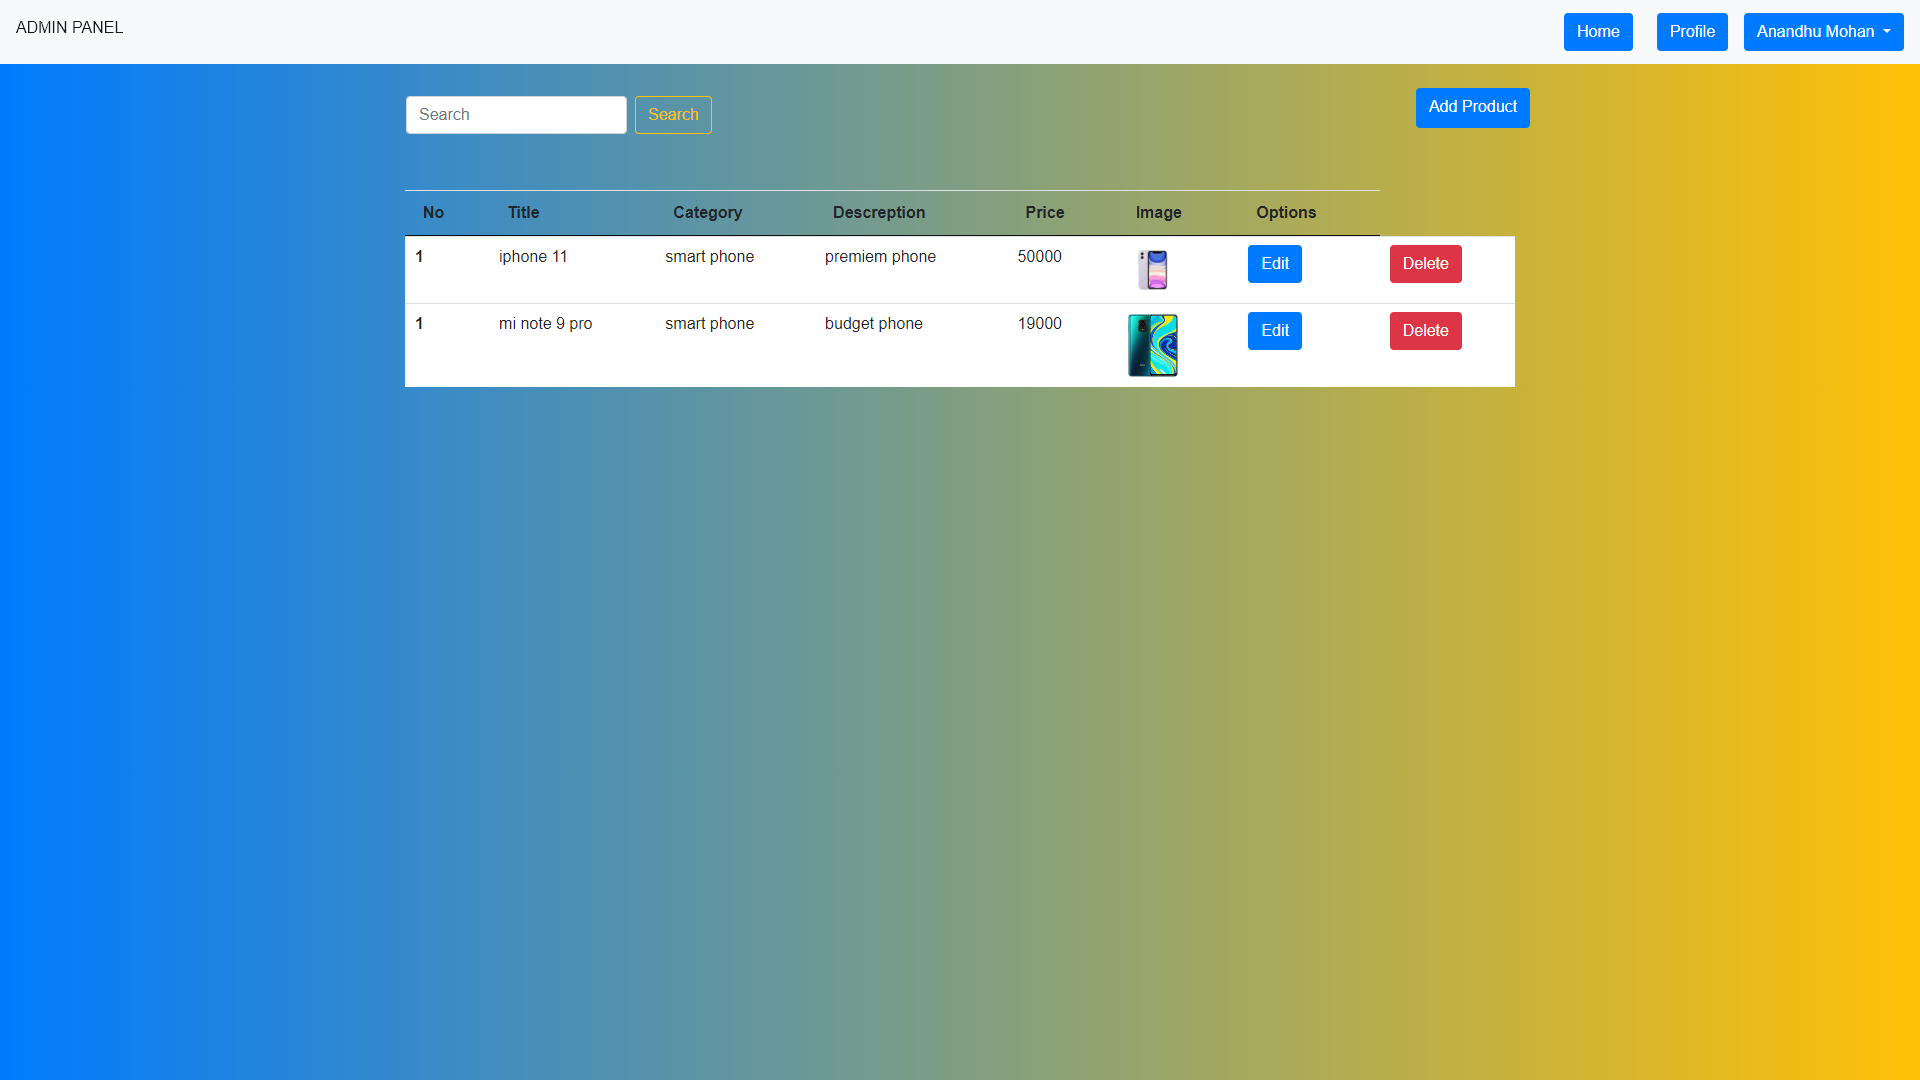 ADMIN PANEL Home Profile Anandhu Mohan
Search Search Add Product
No Title Category Descreption Price Image Options
1 iphone 11 smart phone premiem phone 50000 Edit Delete
1 mi note 9 pro smart phone budget phone 19000 Edit Delete